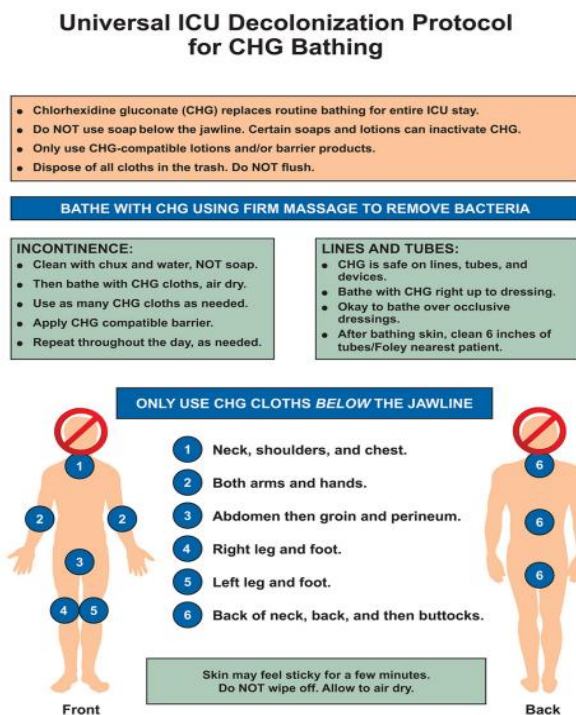 Universal ICU Decolonization Protocol
for CHG Bathing
• Chlorhexidine gluconate (CHG) replaces routine bathing for entire ICU stay.
• Do NOT use soap below the jawline. Certain soaps and lotions can inactivate CHG.
• Only use CHG-compatible lotions and/or barrier products.
• Dispose of all cloths in the trash. Do NOT flush.
BATHE WITH CHG USING FIRM MASSAGE TO REMOVE BACTERIA
INCONTINENCE:
• Clean with chux and water, NOT soap.
• Then bathe with CHG cloths, air dry.
• Use as many CHG cloths as needed.
• Apply CHG compatible barrier.
• Repeat throughout the day, as needed.
LINES AND TUBES:
• CHG is safe on lines, tubes, and
devices.
• Bathe with CHG right up to dressing.
• Okay to bathe over occlusive
dressings.
• After bathing skin, clean 6 inches of
tubes/Foley nearest patient.
ONLY USE CHG CLOTHS BELOW THE JAWLINE
1
2
2
3
4
5
Front
1 Neck, shoulders, and chest.
2 Both arms and hands.
3 Abdomen then groin and perineum.
4 Right leg and foot.
5 Left leg and foot.
6 Back of neck, back, and then buttocks.
6
6
6
Back
Skin may feel sticky for a few minutes.
Do NOT wipe off. Allow to air dry.